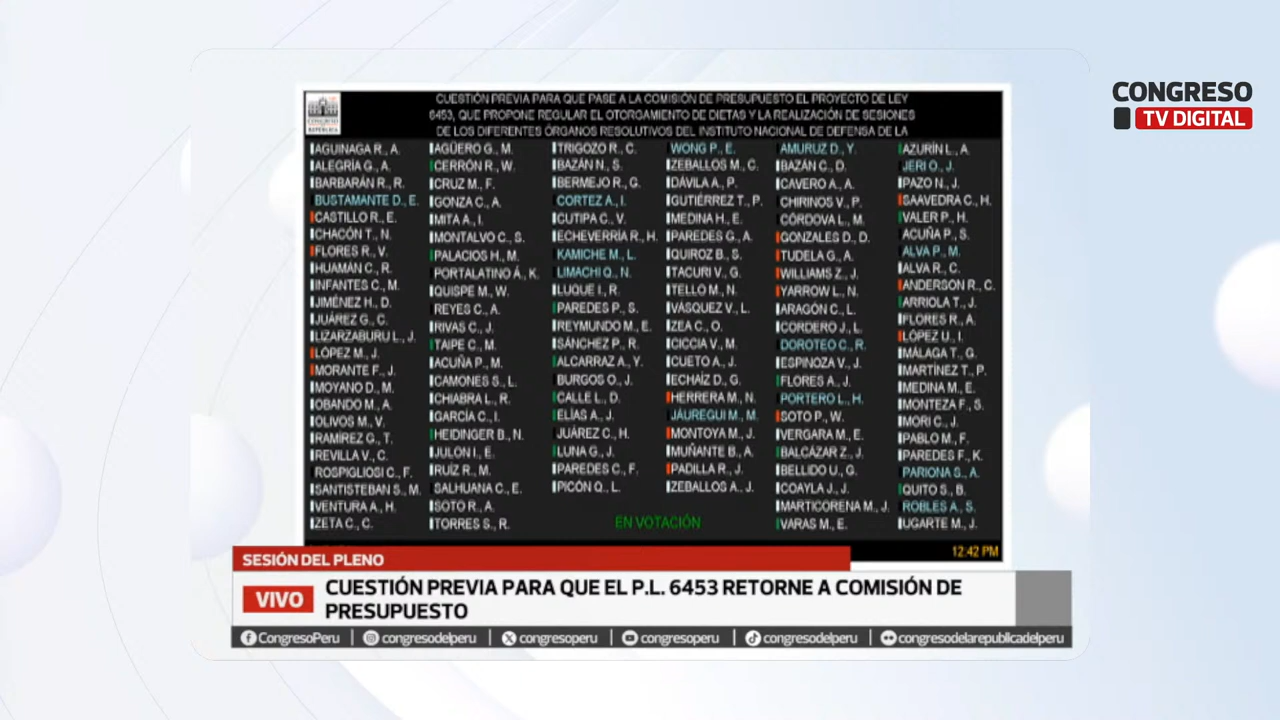 CONGRESO
TV DIGITAL
CONGRESO
REPÚBLICA
CUESTIÓN PREVIA PARA QUE PASE A LA COMISIÓN DE PRESUPUESTO EL PROYECTO DE LEY
6453, QUE PROPONE REGULAR EL OTORGAMIENTO DE DIETAS Y LA REALIZACIÓN DE SESIONES
DE LOS DIFERENTES ÓRGANOS RESOLUTIVOS DEL INSTITUTO NACIONAL DE DEFENSA DE LA
AGUINAGA R., A.
ALEGRÍA G., A.
BARBARÁN R., R.
BUSTAMANTE D., E.
CASTILLO R., E.
CHACÓN T., N.
FLORES R., V.
HUAMÁN C., R.
INFANTES C., M.
JIMÉNEZ H., D.
JUÁREZ G., C.
LIZARZABURU L., J.
LÓPEZ M., J.
MORANTE F., J.
MOYANO D., M.
OBANDO M., A.
OLIVOS M., V.
RAMÍREZ G., T.
REVILLA V., C.
ROSPIGLIOSI C., F.
SANTISTEBAN S., M.
VENTURA A., H.
ZETA C., C.
AGÜERO G., M.
CERRÓN R., W.
CRUZ M., F.
GONZA C., A.
MITA A., I.
MONTALVO C., S.
PALACIOS H., M.
PORTALATINO Á., K.
QUISPE M., W.
REYES C., A.
RIVAS C., J.
TAIPE C., M.
ACUÑA P., M.
CAMONES S., L.
CHIABRA L., R.
GARCÍA C., I.
HEIDINGER B., N.
JULON I., E.
RUÍZ R., M.
SALHUANA C., E.
SOTO R., A.
TORRES S., R.
TRIGOZO R., C.
BAZÁN N., S.
BERMEJO R., G.
CORTEZ A., I.
CUTIPA C., V.
ECHEVERRÍA R., H.
KAMICHE M., L.
LIMACHI Q., N.
LUQUE I., R.
PAREDES P., S.
REYMUNDO M., E.
SÁNCHEZ P., R.
ALCARRAZ A., Y.
BURGOS O., J.
CALLE L., D.
ELÍAS A., J.
JUÁREZ C., H.
LUNA G., J.
PAREDES C., F.
PICÓN Q., L.
WONG P., E.
ZEBALLOS M., C.
DÁVILA A., P.
GUTIÉRREZ T., P.
MEDINA H., E.
PAREDES G., A.
QUIROZ B., S.
TACURI V., G.
TELLO M., N.
VÁSQUEZ V., L.
ZEA C., O.
CICCIA V., M.
CUETO A., J.
ECHAÍZ D., G.
HERRERA M., N.
JÁUREGUI M., M.
MONTOYA M., J.
MUÑANTE B., A.
PADILLA R., J.
ZEBALLOS A., J.
EN VOTACIÓN
AMURUZ D., Y.
BAZÁN C., D.
CAVERO A., A.
CHIRINOS V., P.
CÓRDOVA L., M.
GONZALES D., D.
TUDELA G., A.
WILLIAMS Z., J.
YARROW L., N.
ARAGÓN C., L.
CORDERO J., L.
DOROTEO C., R.
ESPINOZA V., J.
FLORES A., J.
PORTERO L., H.
SOTO P., W.
VERGARA M., E.
BALCÁZAR Z., J.
BELLIDO U., G.
COAYLA J., J.
MARTICORENA M., J.
VARAS M., E.
AZURÍN L., A.
JERI O., J.
PAZO N., J.
SAAVEDRA C., H.
VALER P., H.
ACUÑA P., S.
ALVA P., M.
ALVA R., C.
ANDERSON R., C.
ARRIOLA T., J.
FLORES R., A.
LÓPEZ U., I.
MÁLAGA T., G.
MARTÍNEZ T., P.
MEDINA M., E.
MONTEZA F., S.
MORI C., J.
PABLO M., F.
PAREDES F., K.
PARIONA S., A.
QUITO S., B.
ROBLES A., S.
UGARTE M., J.
12:42 PM
SESIÓN DEL PLENO
VIVO
CUESTIÓN PREVIA PARA QUE EL P.L. 6453 RETORNE A COMISIÓN DE
PRESUPUESTO
CongresoPeru | congresodelperu | congresoperu | congresoperu | congresodelperu | congresodelarepublicadelperu